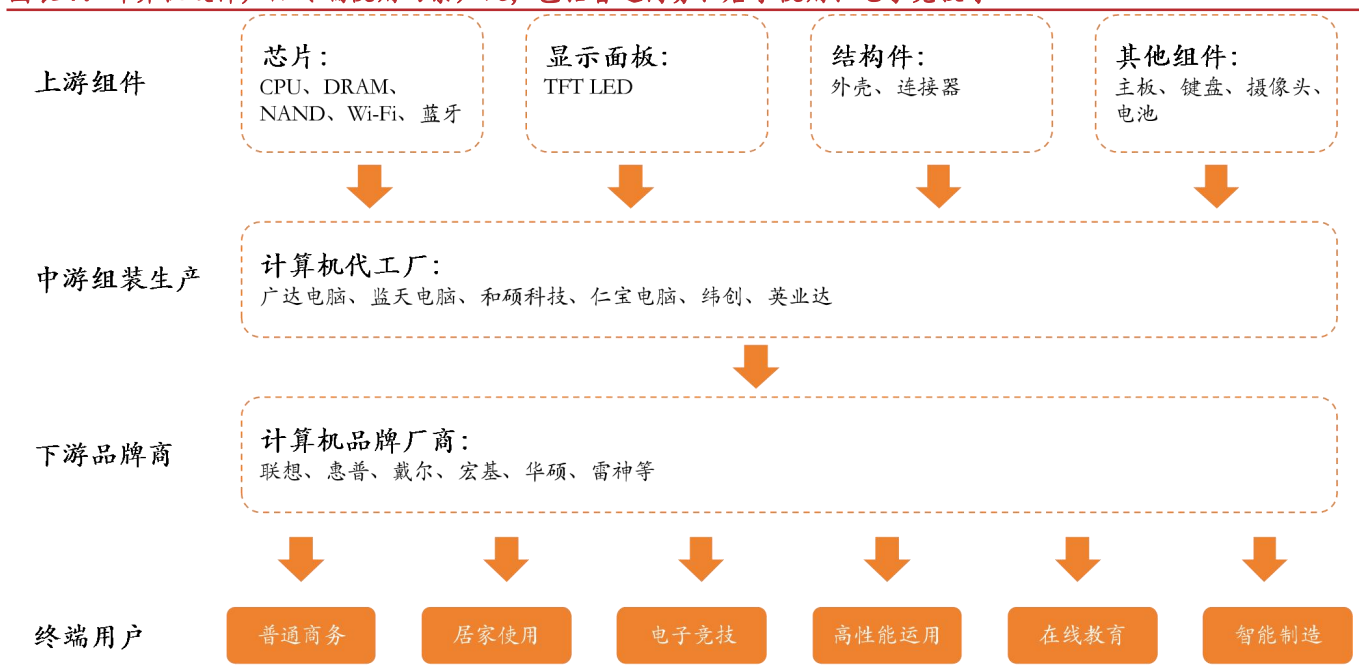 上游组件
芯片：
CPU、DRAM、
NAND、Wi-Fi、蓝牙
显示面板：
TFT LED
结构件：
外壳、连接器
其他组件：
主板、键盘、摄像头、
电池
中游组装生产
计算机代工厂：
广达电脑、监天电脑、和硕科技、仁宝电脑、纬创、英业达
下游品牌商
计算机品牌厂商：
联想、惠普、戴尔、宏基、华硕、雷神等
终端用户
普通商务
居家使用
电子竞技
高性能运用
在线教育
智能制造